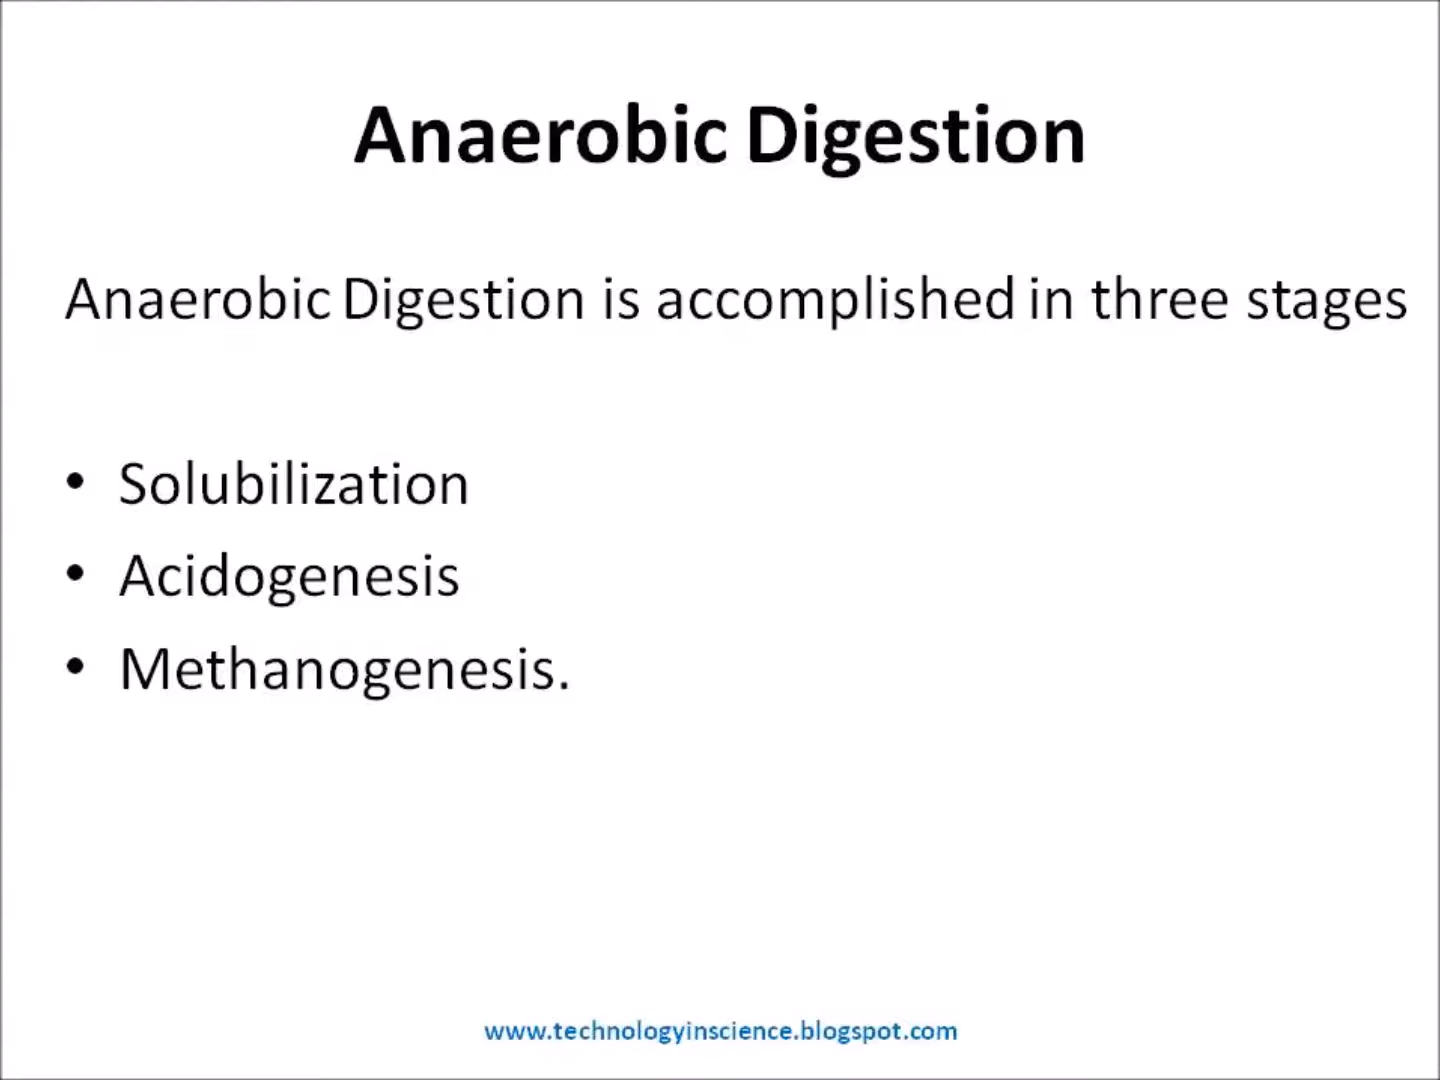 Anaerobic Digestion
Anaerobic Digestion is accomplished in three stages
• Solubilization
• Acidogenesis
• Methanogenesis.
www.technologyinscience.blogspot.com